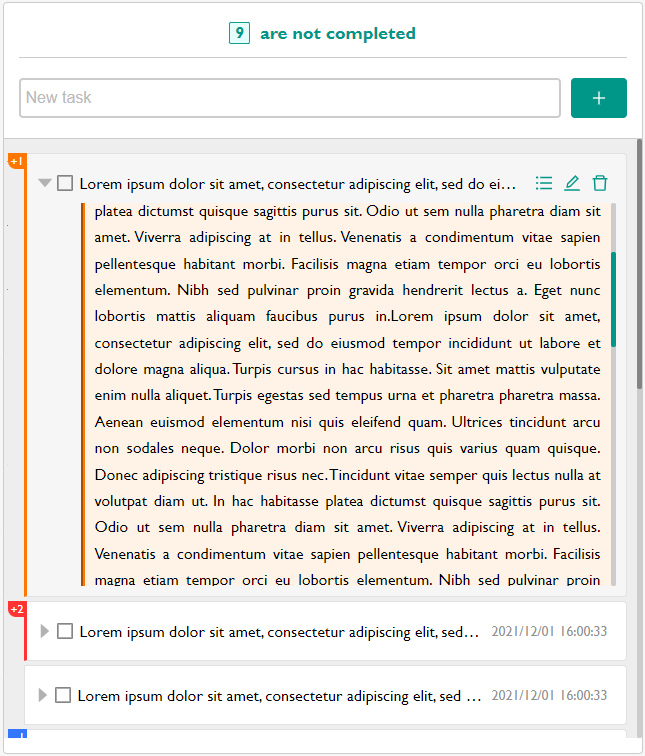 9 are not completed
New task
+
+1
Lorem ipsum dolor sit amet, consectetur adipiscing elit, sed do ei…
platea dictumst quisque sagittis purus sit. Odio ut sem nulla pharetra diam sit
amet. Viverra adipiscing at in tellus. Venenatis a condimentum vitae sapien
pellentesque habitant morbi. Facilisis magna etiam tempor orci eu lobortis
elementum. Nibh sed pulvinar proin gravida hendrerit lectus a. Eget nunc
lobortis mattis aliquam faucibus purus in.Lorem ipsum dolor sit amet,
consectetur adipiscing elit, sed do eiusmod tempor incididunt ut labore et
dolore magna aliqua. Turpis cursus in hac habitasse. Sit amet mattis vulputate
enim nulla aliquet. Turpis egestas sed tempus urna et pharetra pharetra massa.
Aenean euismod elementum nisi quis eleifend quam. Ultrices tincidunt arcu
non sodales neque. Dolor morbi non arcu risus quis varius quam quisque.
Donec adipiscing tristique risus nec. Tincidunt vitae semper quis lectus nulla at
volutpat diam ut. In hac habitasse platea dictumst quisque sagittis purus sit.
Odio ut sem nulla pharetra diam sit amet. Viverra adipiscing at in tellus.
Venenatis a condimentum vitae sapien pellentesque habitant morbi. Facilisis
magna etiam tempor orci eu lobortis elementum. Nibh sed pulvinar proin
+2
Lorem ipsum dolor sit amet, consectetur adipiscing elit, sed… 2021/12/01 16:00:33
Lorem ipsum dolor sit amet, consectetur adipiscing elit, sed … 2021/12/01 16:00:33